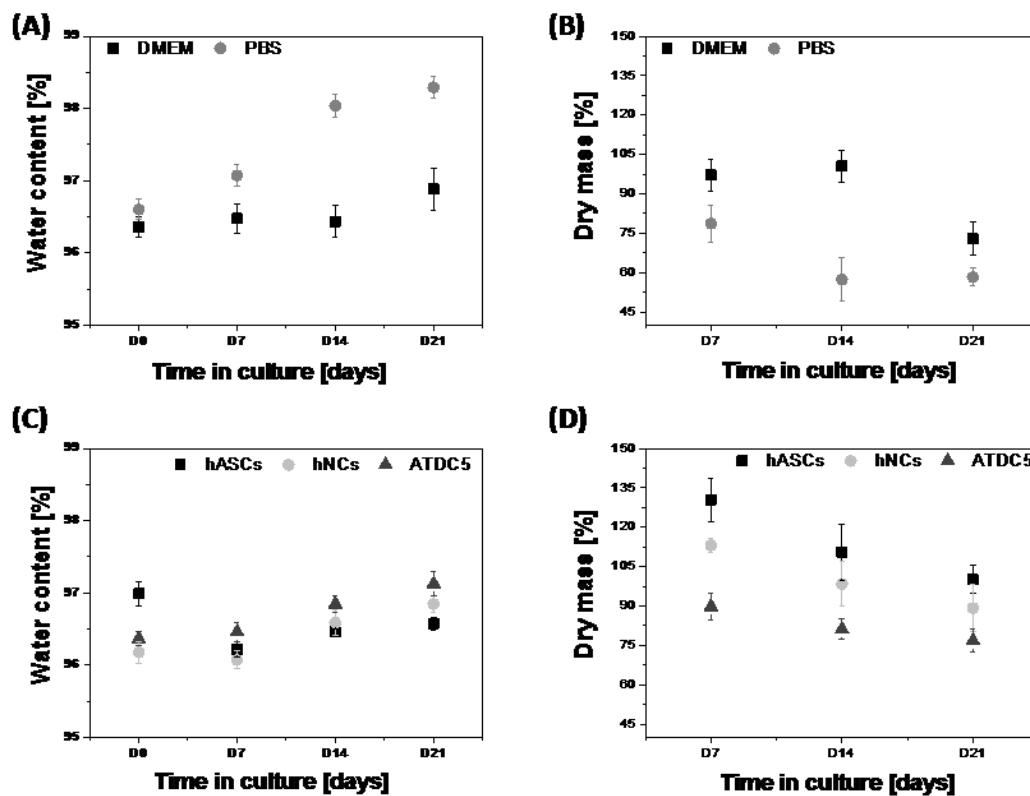 (A)
99
98
97
96
95
Water content [%]
DMEM PBS
D0 D7 D14 D21
Time in culture [days]
(B)
150
135
120
105
90
75
60
45
Dry mass [%]
DMEM PBS
D7 D14 D21
Time in culture [days]
(C)
99
98
97
96
95
Water content [%]
hASCs hNCs ATDC5
D0 D7 D14 D21
Time in culture [days]
(D)
150
135
120
105
90
75
60
45
Dry mass [%]
hASCs hNCs ATDC5
D7 D14 D21
Time in culture [days]